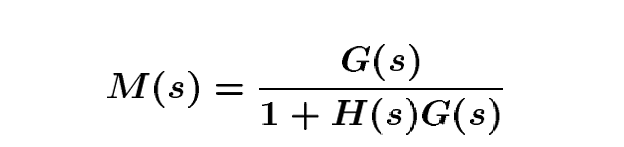 M(s) = G(s) / (1 + H(s)G(s))